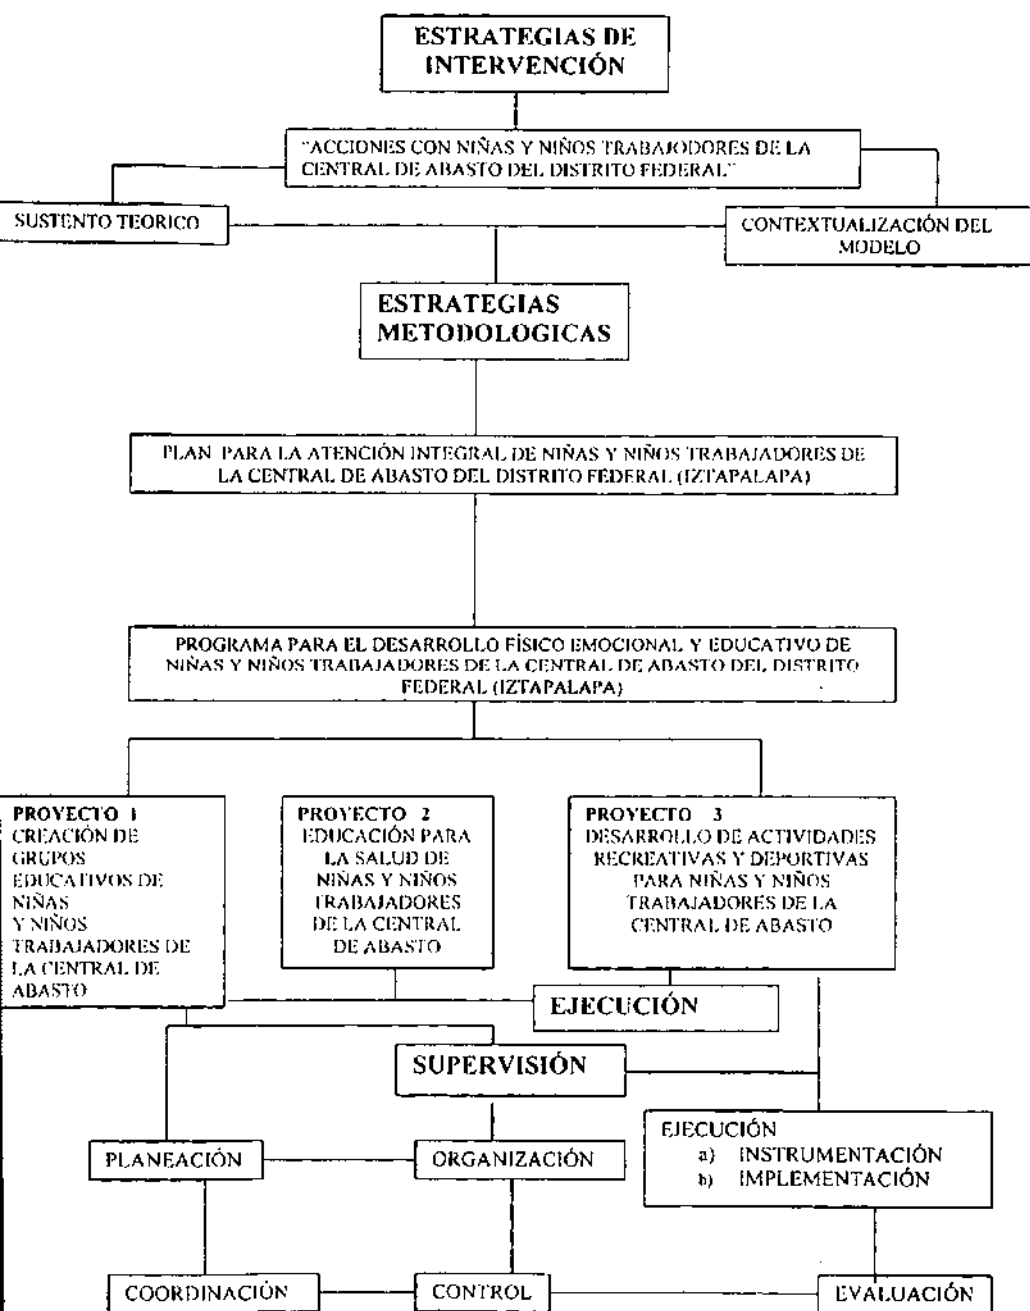 ESTRATEGIAS DE
INTERVENCIÓN
"ACCIONES CON NIÑAS Y NIÑOS TRABAJODORES DE LA
CENTRAL DE ABASTO DEL DISTRITO FEDERAL"
SUSTENTO TEORICO
CONTEXTUALIZACIÓN DEL
MODELO
ESTRATEGIAS
METODOLOGICAS
PLAN PARA LA ATENCIÓN INTEGRAL DE NIÑAS Y NIÑOS TRABAJADORES DE
LA CENTRAL DE ABASTO DEL DISTRITO FEDERAL (IZTAPALAPA)
PROGRAMA PARA EL DESARROLLO FÍSICO EMOCIONAL Y EDUCATIVO DE
NIÑAS Y NIÑOS TRABAJADORES DE LA CENTRAL DE ABASTO DEL DISTRITO
FEDERAL (IZTAPALAPA)
PROYECTO 1
CREACIÓN DE
GRUPOS
EDUCATIVOS DE
NIÑAS
Y NIÑOS
TRABAJADORES DE
LA CENTRAL DE
ABASTO
PROYECTO 2
EDUCACIÓN PARA
LA SALUD DE
NIÑAS Y NIÑOS
TRABAJADORES
DE LA CENTRAL
DE ABASTO
PROYECTO 3
DESARROLLO DE ACTIVIDADES
RECREATIVAS Y DEPORTIVAS
PARA NIÑAS Y NIÑOS
TRABAJADORES DE LA
CENTRAL DE ABASTO
EJECUCIÓN
SUPERVISIÓN
PLANEACIÓN
ORGANIZACIÓN
EJECUCIÓN
a) INSTRUMENTACIÓN
b) IMPLEMENTACIÓN
COORDINACIÓN
CONTROL
EVALUACIÓN